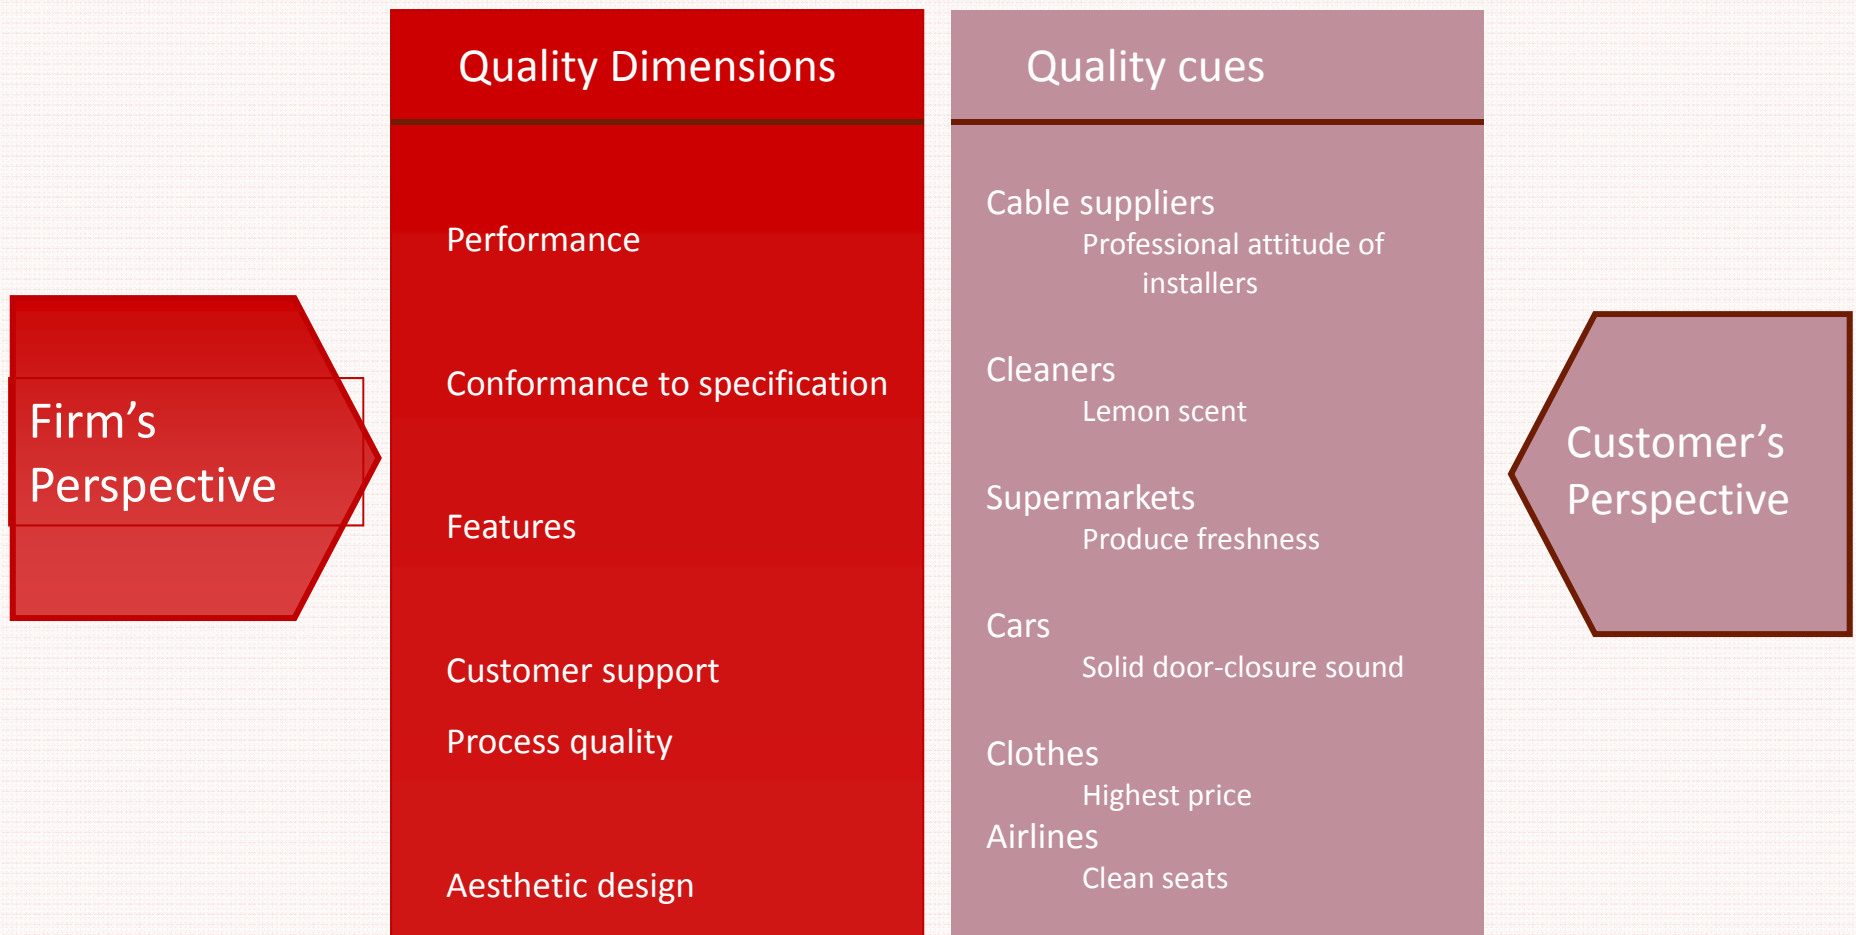 Firm’s
Perspective
Quality Dimensions
Performance
Conformance to specification
Features
Customer support
Process quality
Aesthetic design
Quality cues
Cable suppliers
Professional attitude of
installers
Cleaners
Lemon scent
Supermarkets
Produce freshness
Cars
Solid door-closure sound
Clothes
Highest price
Airlines
Clean seats
Customer’s
Perspective